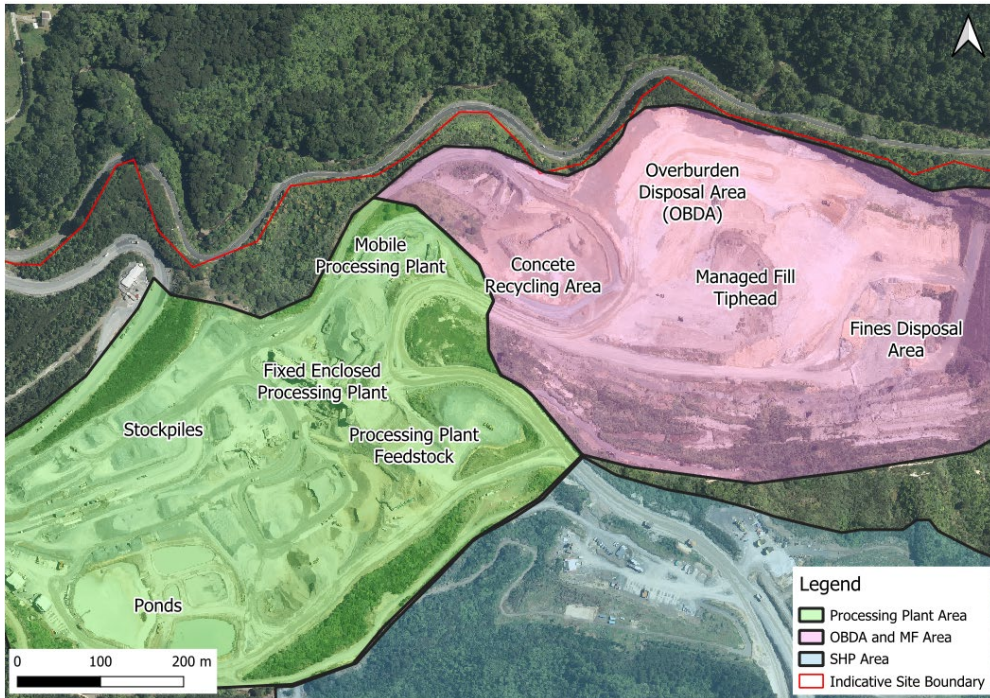 Overburden
Disposal Area
(OBDA)
Mobile
Processing Plant
Concete
Recycling Area
Managed Fill
Tiphead
Fines Disposal
Area
Fixed Enclosed
Processing Plant
Stockpiles
Processing Plant
Feedstock
Ponds
Legend
Processing Plant Area
OBDA and MF Area
SHP Area
Indicative Site Boundary
0 100 200 m